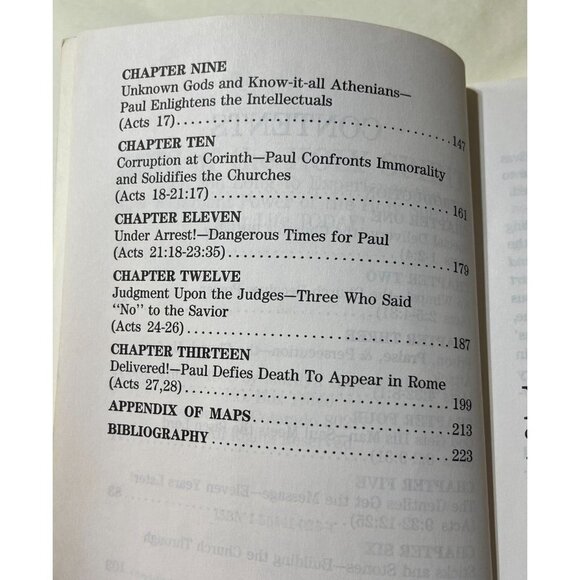 CHAPTER NINE
Unknown Gods and Know-it-all Athenians—
Paul Enlightens the Intellectuals
(Acts 17)..................................................147
CHAPTER TEN
Corruption at Corinth—Paul Confronts Immorality
and Solidifies the Churches
(Acts 18-21:17)..........................................161
CHAPTER ELEVEN
Under Arrest!—Dangerous Times for Paul
(Acts 21:18-23:35)......................................179
CHAPTER TWELVE
Judgment Upon the Judges—Three Who Said
“No” to the Savior
(Acts 24-26)..............................................187
CHAPTER THIRTEEN
Delivered!—Paul Defies Death To Appear in Rome
(Acts 27,28)..............................................199
APPENDIX OF MAPS..................................213
BIBLIOGRAPHY........................................223